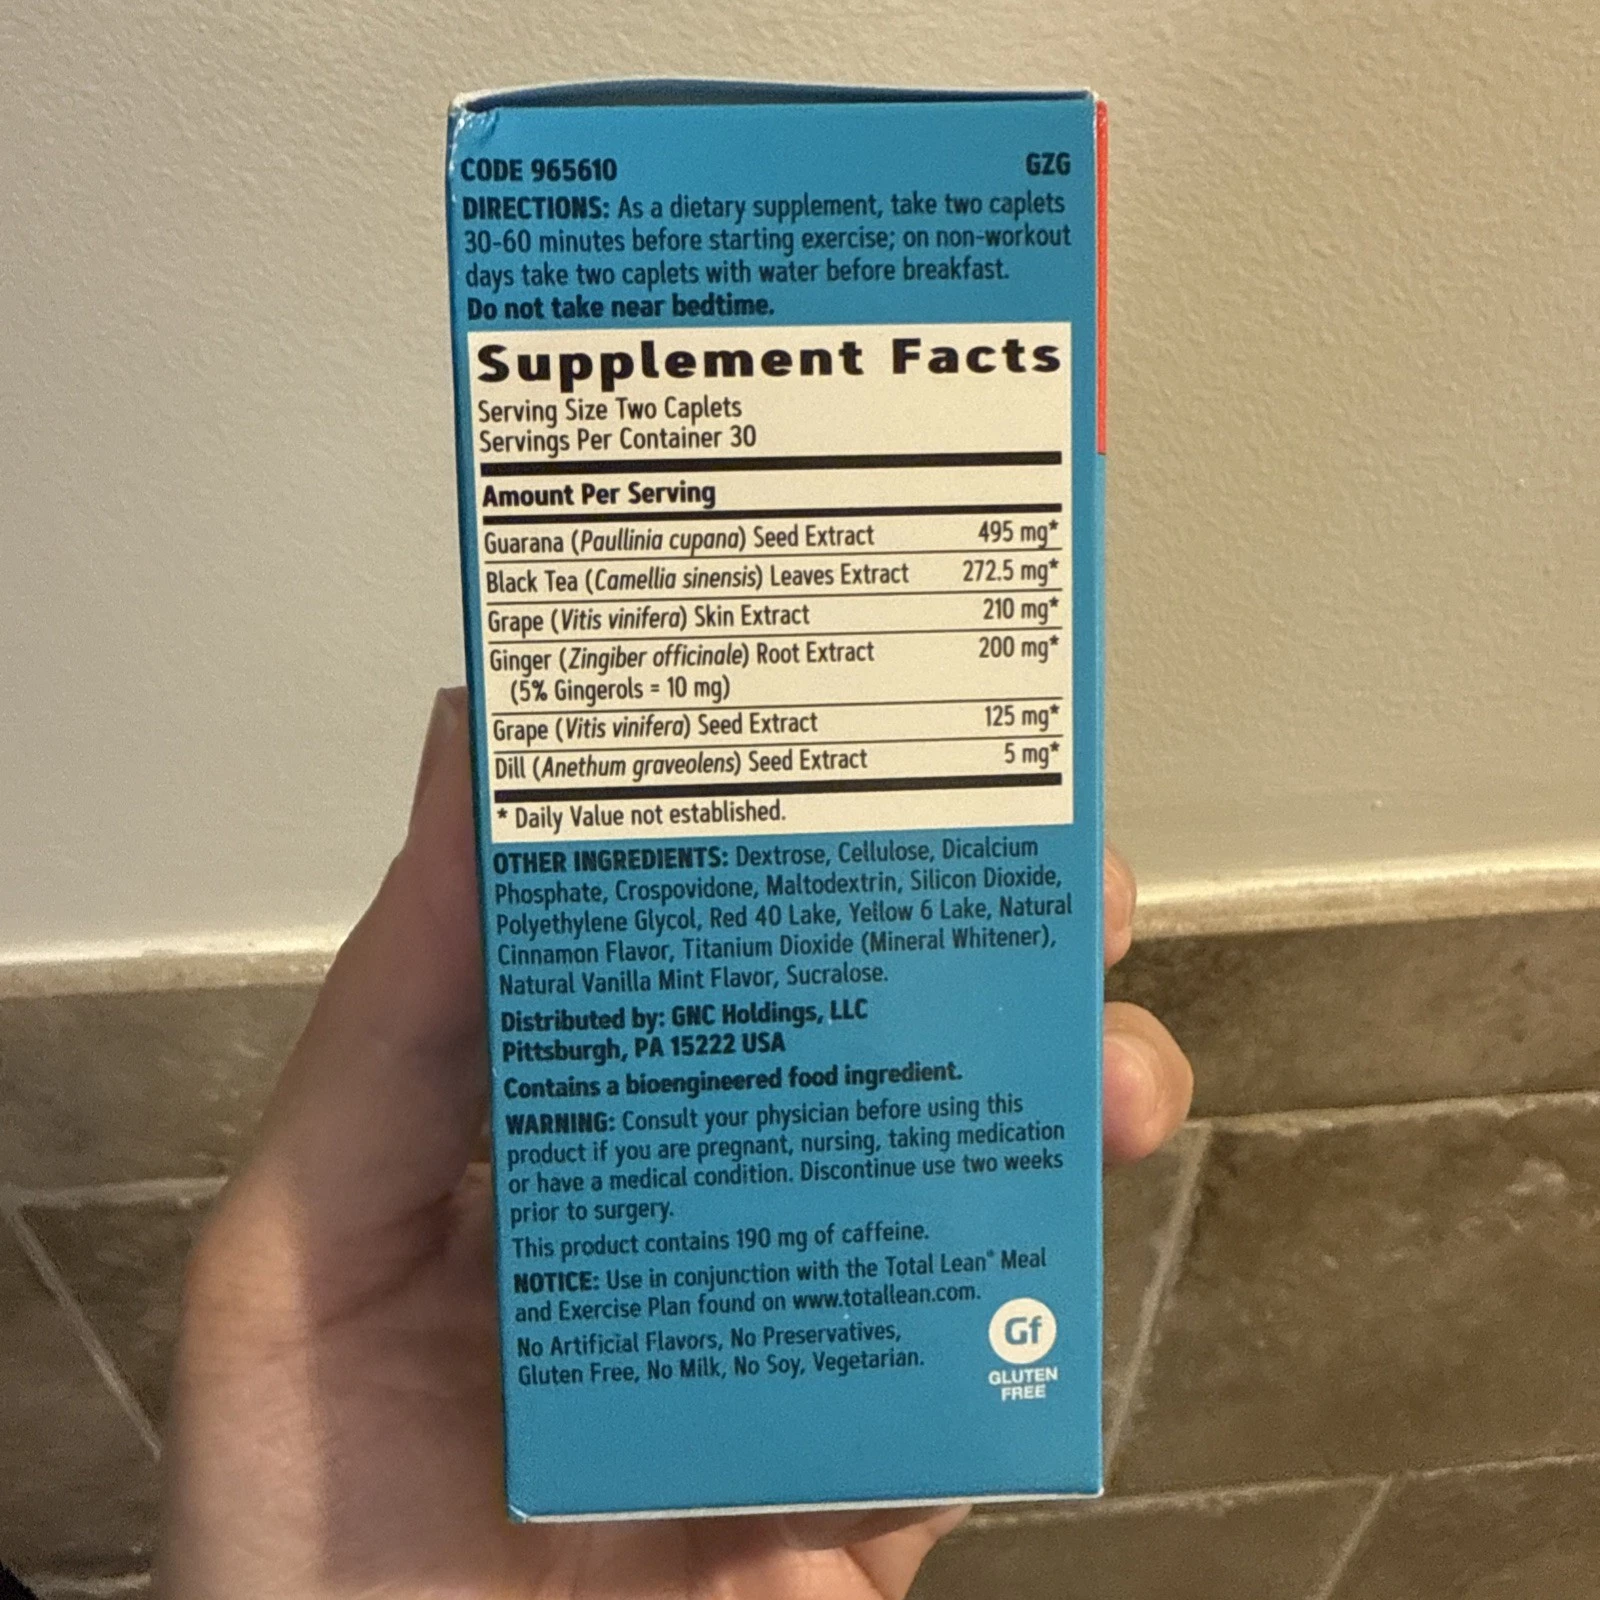 CODE 965610 GZG
DIRECTIONS: As a dietary supplement, take two caplets
30-60 minutes before starting exercise; on non-workout
days take two caplets with water before breakfast.
Do not take near bedtime.
Supplement Facts
Serving Size Two Caplets
Servings Per Container 30
Amount Per Serving
Guarana (Paullinia cupana) Seed Extract 495 mg*
Black Tea (Camellia sinensis) Leaves Extract 272.5 mg*
Grape (Vitis vinifera) Skin Extract 210 mg*
Ginger (Zingiber officinale) Root Extract 200 mg*
(5% Gingerols = 10 mg)
Grape (Vitis vinifera) Seed Extract 125 mg*
Dill (Anethum graveolens) Seed Extract 5 mg*
* Daily Value not established.
OTHER INGREDIENTS: Dextrose, Cellulose, Dicalcium
Phosphate, Crospovidone, Maltodextrin, Silicon Dioxide,
Polyethylene Glycol, Red 40 Lake, Yellow 6 Lake, Natural
Cinnamon Flavor, Titanium Dioxide (Mineral Whitener),
Natural Vanilla Mint Flavor, Sucralose.
Distributed by: GNC Holdings, LLC
Pittsburgh, PA 15222 USA
Contains a bioengineered food ingredient.
WARNING: Consult your physician before using this
product if you are pregnant, nursing, taking medication
or have a medical condition. Discontinue use two weeks
prior to surgery.
This product contains 190 mg of caffeine.
NOTICE: Use in conjunction with the Total Lean® Meal
and Exercise Plan found on www.totallean.com.
No Artificial Flavors, No Preservatives,
Gluten Free, No Milk, No Soy, Vegetarian.
Gf
GLUTEN
FREE